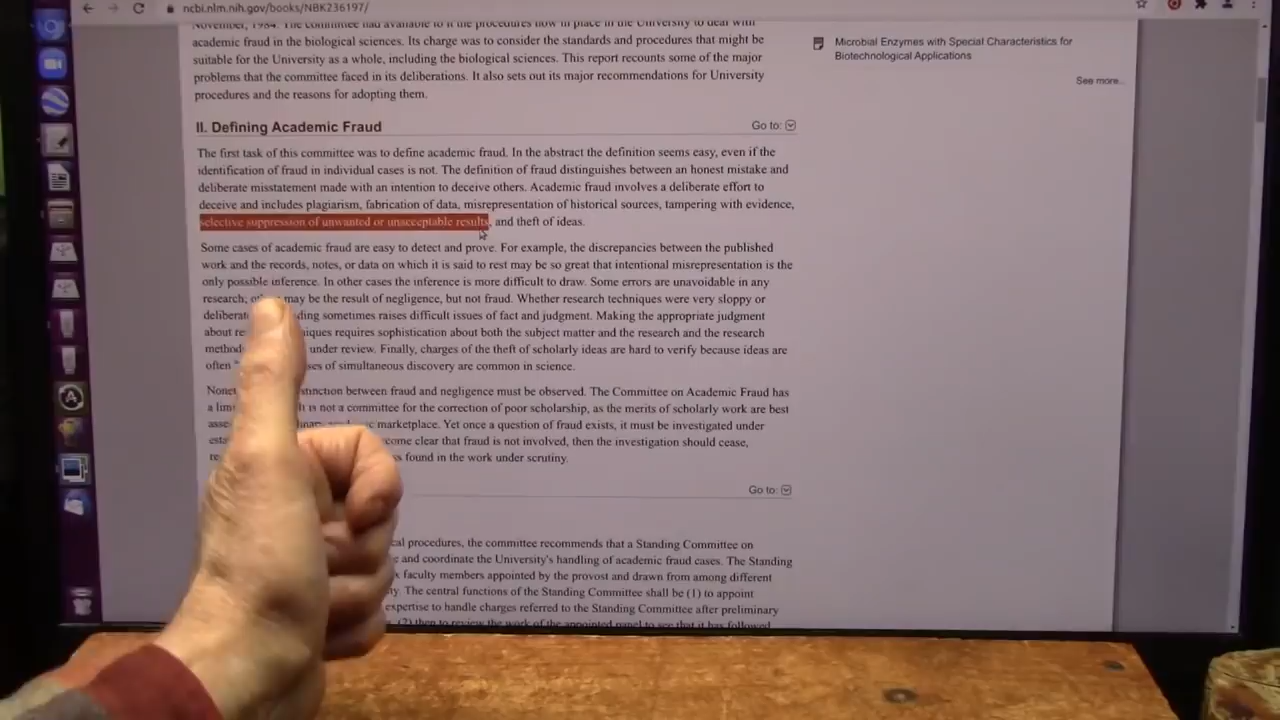 ncbi.nlm.nih.gov/books/NBK236197/
November, 1984. The committee had available to it the procedures now in place in the University to deal with
academic fraud in the biological sciences. Its charge was to consider the standards and procedures that might be
suitable for the University as a whole, including the biological sciences. This report recounts some of the major
problems that the committee faced in its deliberations. It also sets out its major recommendations for University
procedures and the reasons for adopting them.
Microbial Enzymes with Special Characteristics for
Biotechnological Applications
See more...
II. Defining Academic Fraud
Go to:
The first task of this committee was to define academic fraud. In the abstract the definition seems easy, even if the
identification of fraud in individual cases is not. The definition of fraud distinguishes between an honest mistake and
deliberate misstatement made with an intention to deceive others. Academic fraud involves a deliberate effort to
deceive and includes plagiarism, fabrication of data, misrepresentation of historical sources, tampering with evidence,
selective suppression of unwanted or unacceptable results, and theft of ideas.
Some cases of academic fraud are easy to detect and prove. For example, the discrepancies between the published
work and the records, notes, or data on which it is said to rest may be so great that intentional misrepresentation is the
only possible inference. In other cases the inference is more difficult to draw. Some errors are unavoidable in any
research; may be the result of negligence, but not fraud. Whether research techniques were very sloppy or
sometimes raises difficult issues of fact and judgment. Making the appropriate judgment
about requires sophistication about both the subject matter and the research and the research
under review. Finally, charges of the theft of scholarly ideas are hard to verify because ideas are
often of simultaneous discovery are common in science.
between fraud and negligence must be observed. The Committee on Academic Fraud has
a is not a committee for the correction of poor scholarship, as the merits of scholarly work are best
marketplace. Yet once a question of fraud exists, it must be investigated under
clear that fraud is not involved, then the investigation should cease,
found in the work under scrutiny.
Go to:
procedures, the committee recommends that a Standing Committee on
and coordinate the University's handling of academic fraud cases. The Standing
faculty members appointed by the provost and drawn from among different
The central functions of the Standing Committee shall be (1) to appoint
expertise to handle charges referred to the Standing Committee after preliminary
(2) then to review the work of the appointed panel to see that it has followed